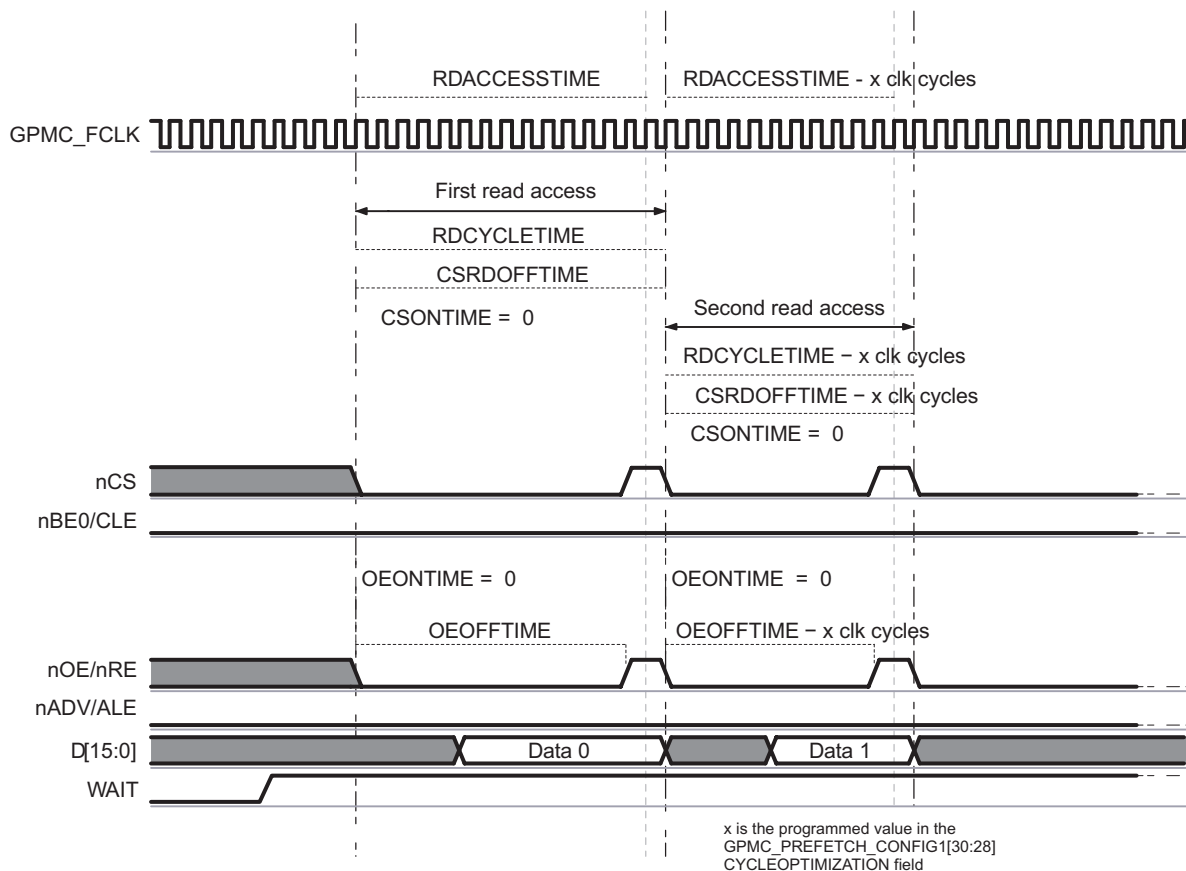 RDACCESSTIME
RDACCESSTIME - x clk cycles
GPMC_FCLK
First read access
RDCYCLETIME
CSRDOFFTIME
CSONTIME = 0
Second read access
RDCYCLETIME − x clk cycles
CSRDOFFTIME − x clk cycles
CSONTIME = 0
nCS
nBE0/CLE
OEONTIME = 0
OEONTIME = 0
OEOFFTIME
OEOFFTIME − x clk cycles
nOE/nRE
nADV/ALE
D[15:0]
Data 0
Data 1
WAIT
x is the programmed value in the
GPMC_PREFETCH_CONFIG1[30:28]
CYCLEOPTIMIZATION field